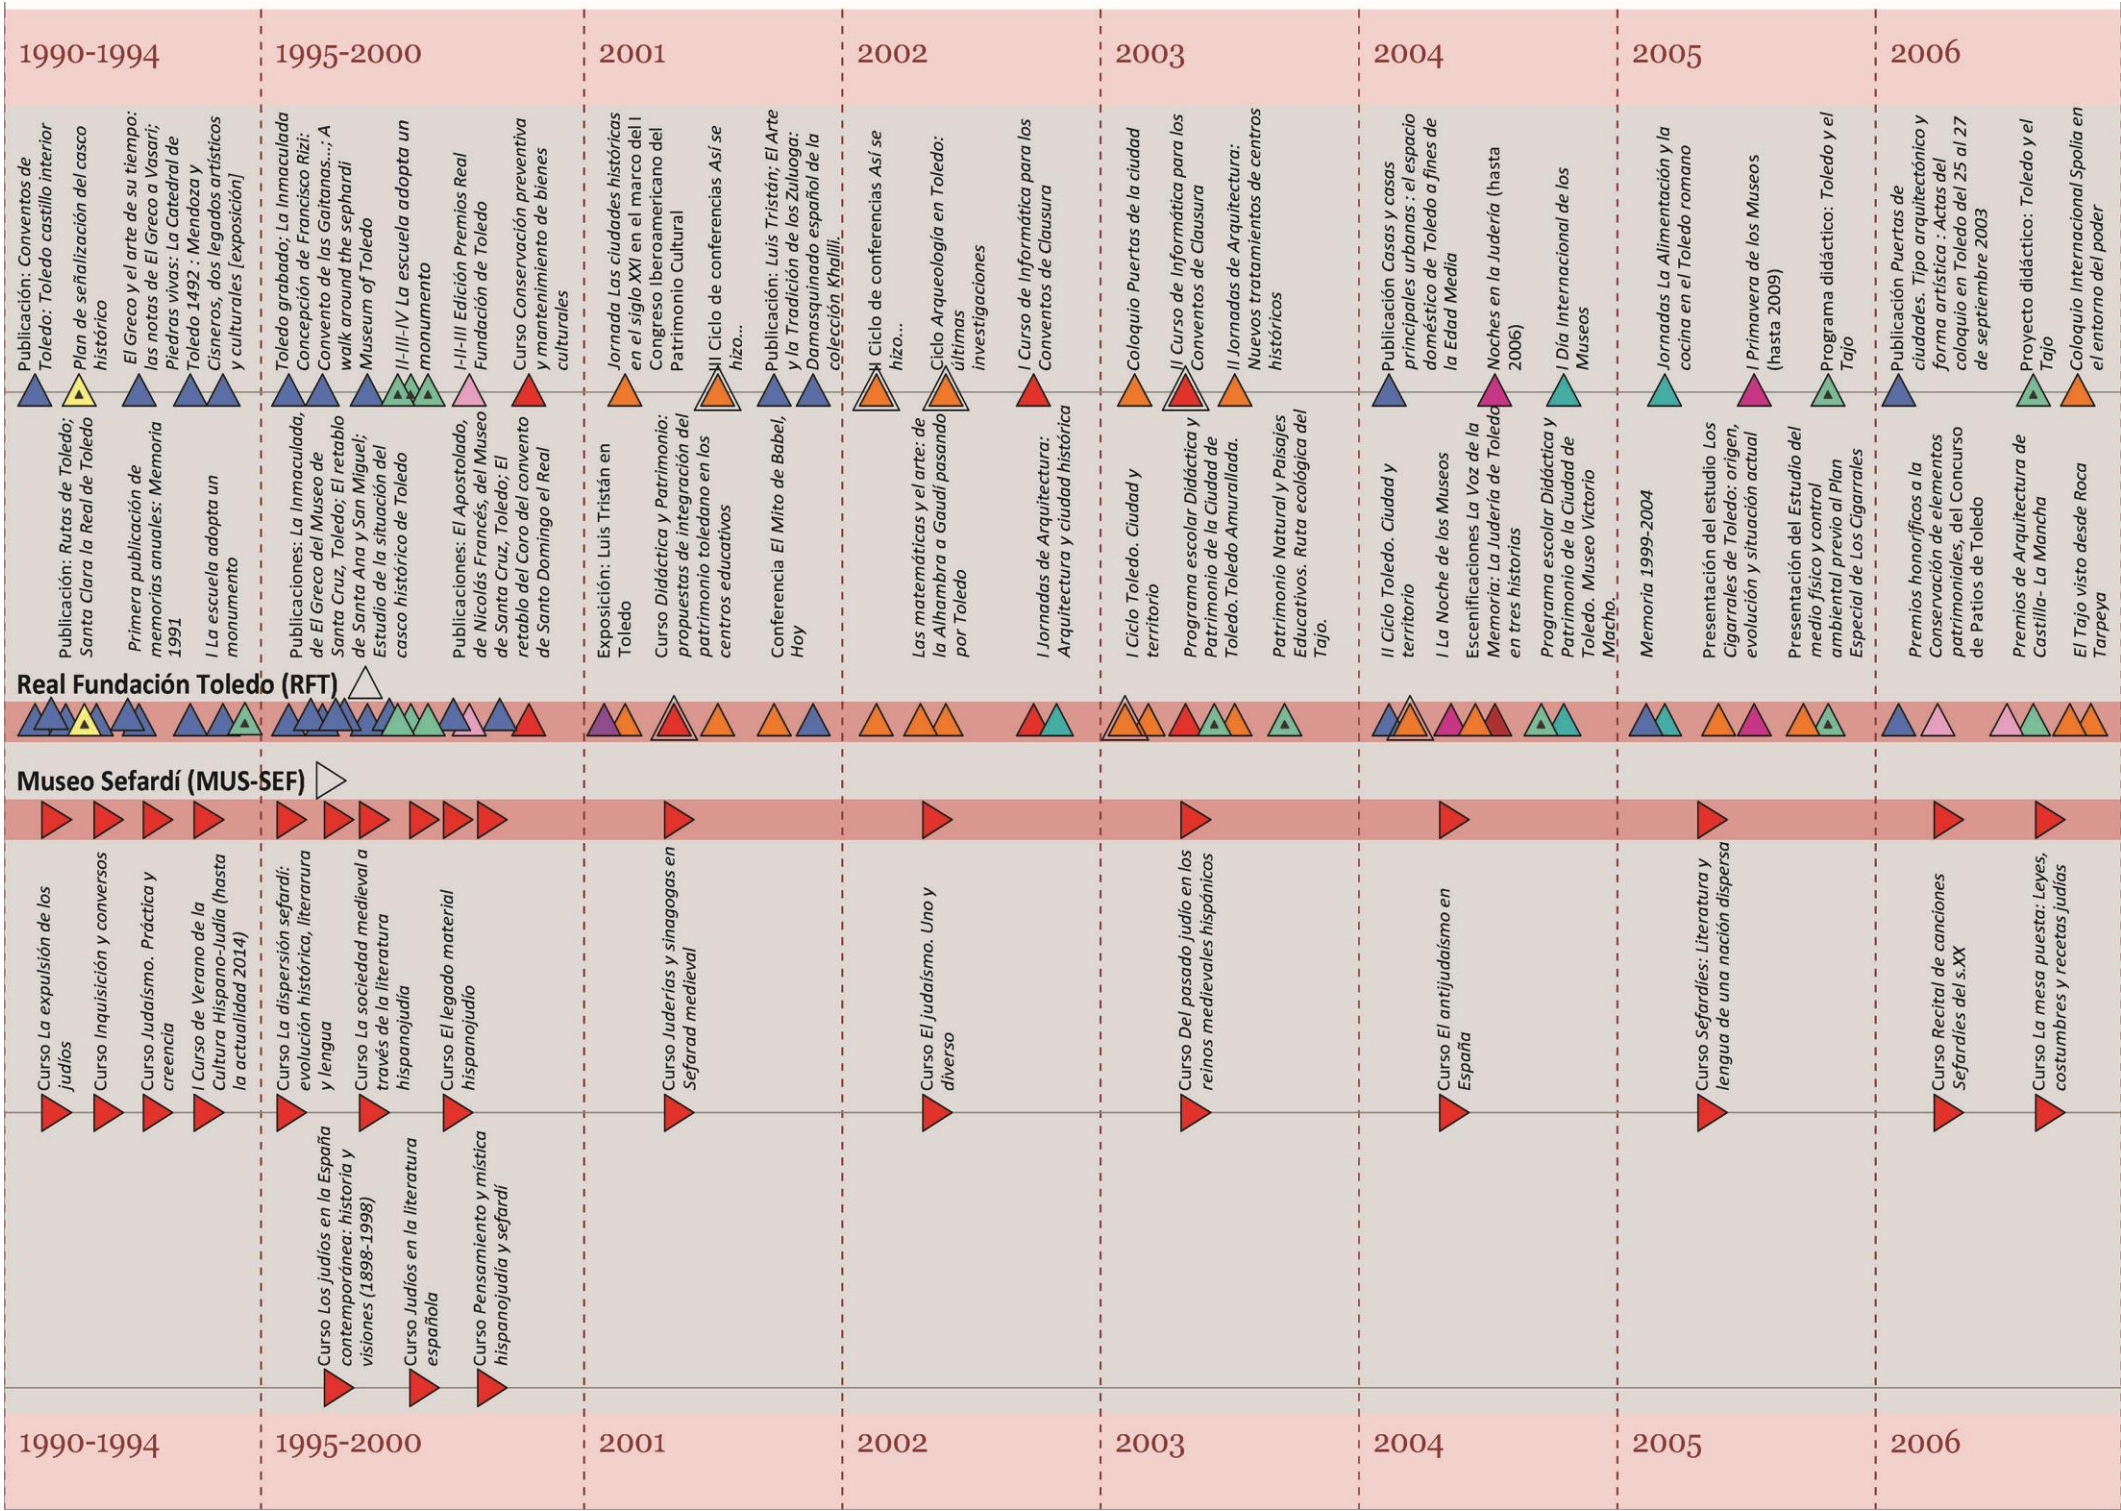 1990-1994
1995-2000
2001
2002
2003
2004
2005
2006
Publicación: Conventos de
Toledo: Toledo castillo interior
Plan de señalización del casco
histórico
El Greco y el arte de su tiempo:
las notas de El Greco a Vasari;
Piedras vivas: La Catedral de
Toledo 1492 : Mendoza y
Cisneros, dos legados artísticos
y culturales [exposición]
Toledo grabado; La Inmaculada
Concepción de Francisco Rizi:
Convento de las Gaitanas...; A
walk around the sephardi
Museum of Toledo
II-III-IV La escuela adopta un
monumento
I-II-III Edición Premios Real
Fundación de Toledo
Curso Conservación preventiva
y mantenimiento de bienes
culturales
Jornada Las ciudades históricas
en el siglo XXI en el marco del I
Congreso Iberoamericano del
Patrimonio Cultural
III Ciclo de conferencias Así se
hizo...
Publicación: Luis Tristán; El Arte
y la Tradición de los Zuluoga:
Damasquinado español de la
colección Khalili.
II Ciclo de conferencias Así se
hizo...
Ciclo Arqueología en Toledo:
últimas
investigaciones
I Curso de Informática para los
Conventos de Clausura
Coloquio Puertas de la ciudad
II Curso de Informática para los
Conventos de Clausura
II Jornadas de Arquitectura:
Nuevos tratamientos de centros
históricos
Publicación Casas y casas
principales urbanas : el espacio
doméstico de Toledo a fines de
la Edad Media
Noches en la Judería (hasta
2006)
I Día Internacional de los
Museos
Jornadas La Alimentación y la
cocina en el Toledo romano
I Primavera de los Museos
(hasta 2009)
Programa didáctico: Toledo y el
Tajo
Publicación Puertas de
ciudades. Tipo arquitectónico y
forma artística : Actas del
coloquio en Toledo del 25 al 27
de septiembre 2003
Proyecto didáctico: Toledo y el
Tajo
Coloquio Internacional Spolia en
el entorno del poder
Publicación: Rutas de Toledo;
Santa Clara la Real de Toledo
Primera publicación de
memorias anuales: Memoria
1991
I La escuela adopta un
monumento
Publicaciones: La Inmaculada,
de El Greco del Museo de
Santa Cruz, Toledo; El retablo
de Santa Ana y San Miguel;
Estudio de la situación del
casco histórico de Toledo
Publicaciones: El Apostolado,
de Nicolás Francés, del Museo
de Santa Cruz, Toledo; El
retablo del Coro del convento
de Santo Domingo el Real
Exposición: Luis Tristán en
Toledo
Curso Didáctica y Patrimonio:
propuestas de integración del
patrimonio toledano en los
centros educativos
Conferencia El Mito de Babel,
Hoy
Las matemáticas y el arte: de
la Alhambra a Gaudí pasando
por Toledo
I Jornadas de Arquitectura:
Arquitectura y ciudad histórica
I Ciclo Toledo. Ciudad y
territorio
Programa escolar Didáctica y
Patrimonio de la Ciudad de
Toledo.Toledo Amurallada.
Patrimonio Natural y Paisajes
Educativos. Ruta ecológica del
Tajo.
II Ciclo Toledo. Ciudad y
territorio
I La Noche de los Museos
Escenificaciones La Voz de la
Memoria: La Judería de Toledo
en tres historias
Programa escolar Didáctica y
Patrimonio de la Ciudad de
Toledo. Museo Victorio
Macho.
Memoria 1999-2004
Presentación del estudio Los
Cigarrales de Toledo: origen,
evolución y situación actual
Presentación del Estudio del
medio físico y control
ambiental previo al Plan
Especial de Los Cigarrales
Premios honoríficos a la
Conservación de elementos
patrimoniales, del Concurso
de Patios de Toledo
Premios de Arquitectura de
Castilla- La Mancha
El Tajo visto desde Roca
Tarpeya
Real Fundación Toledo (RFT)
Museo Sefardí (MUS-SEF)
Curso La expulsión de los
judíos
Curso Inquisición y conversos
Curso Judaísmo. Práctica y
creencia
I Curso de Verano de la
Cultura Hispano-Judía (hasta
la actualidad 2014)
Curso La dispersión sefardi:
evolución histórica, literarura
y lengua
Curso La sociedad medieval a
través de la literatura
hispanojudía
Curso El legado material
hispanojudio
Curso Juderías y sinagogas en
Sefarad medieval
Curso El judaísmo. Uno y
diverso
Curso Del pasado judio en los
reinos medievales hispánicos
Curso El antijudaísmo en
España
Curso Sefardies: Literatura y
lengua de una nación dispersa
Curso Recital de canciones
Sefardíes del s.XX
Curso La mesa puesta: Leyes,
costumbres y recetas judías
Curso Los judíos en la España
contemporánea: historia y
visiones (1898-1998)
Curso Judíos en la literatura
española
Curso Pensamiento y mística
hispanojudía y sefardí
1990-1994
1995-2000
2001
2002
2003
2004
2005
2006